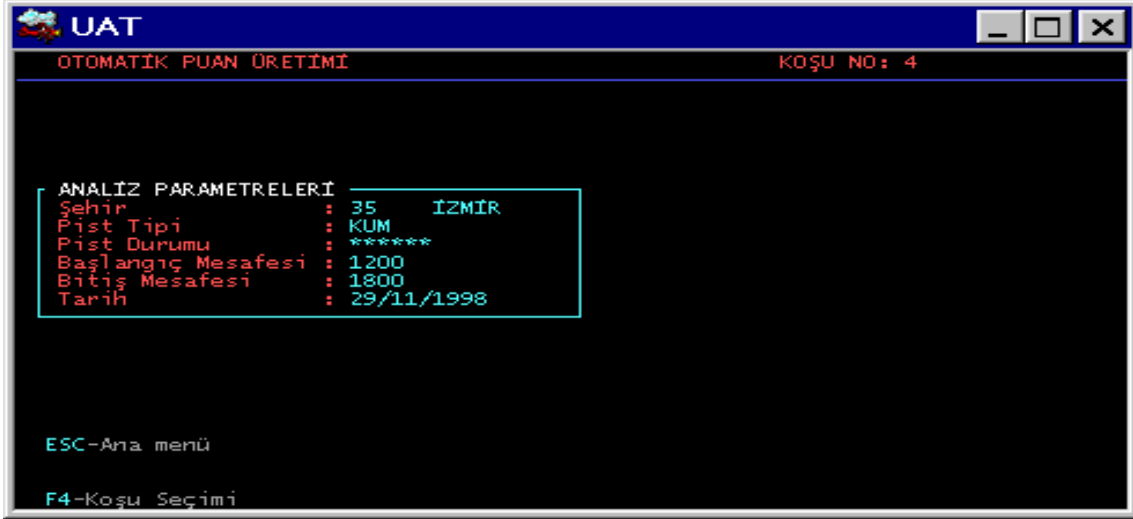 UAT
OTOMATİK PUAN ÜRETİMİ KOŞU NO: 4
ANALİZ PARAMETRELERİ
Şehir : 35 İZMİR
Pist Tipi : KUM
Pist Durumu : ******
Başlangıç Mesafesi : 1200
Bitiş Mesafesi : 1800
Tarih : 29/11/1998
ESC-Ana menü
F4-Koşu Seçimi